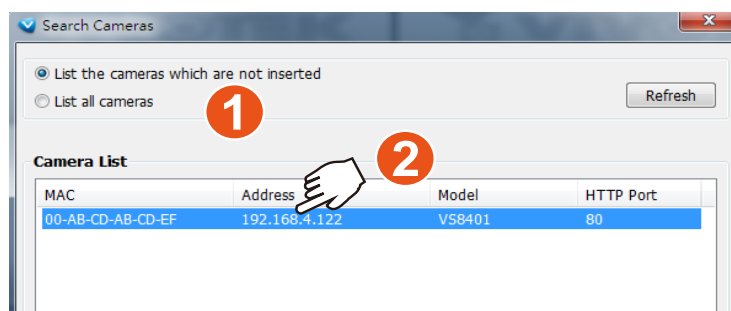 Search Cameras
List the cameras which are not inserted
List all cameras
Refresh
1
2
Camera List
MAC Address Model HTTP Port
00-AB-CD-AB-CD-EF 192.168.4.122 VS8401 80